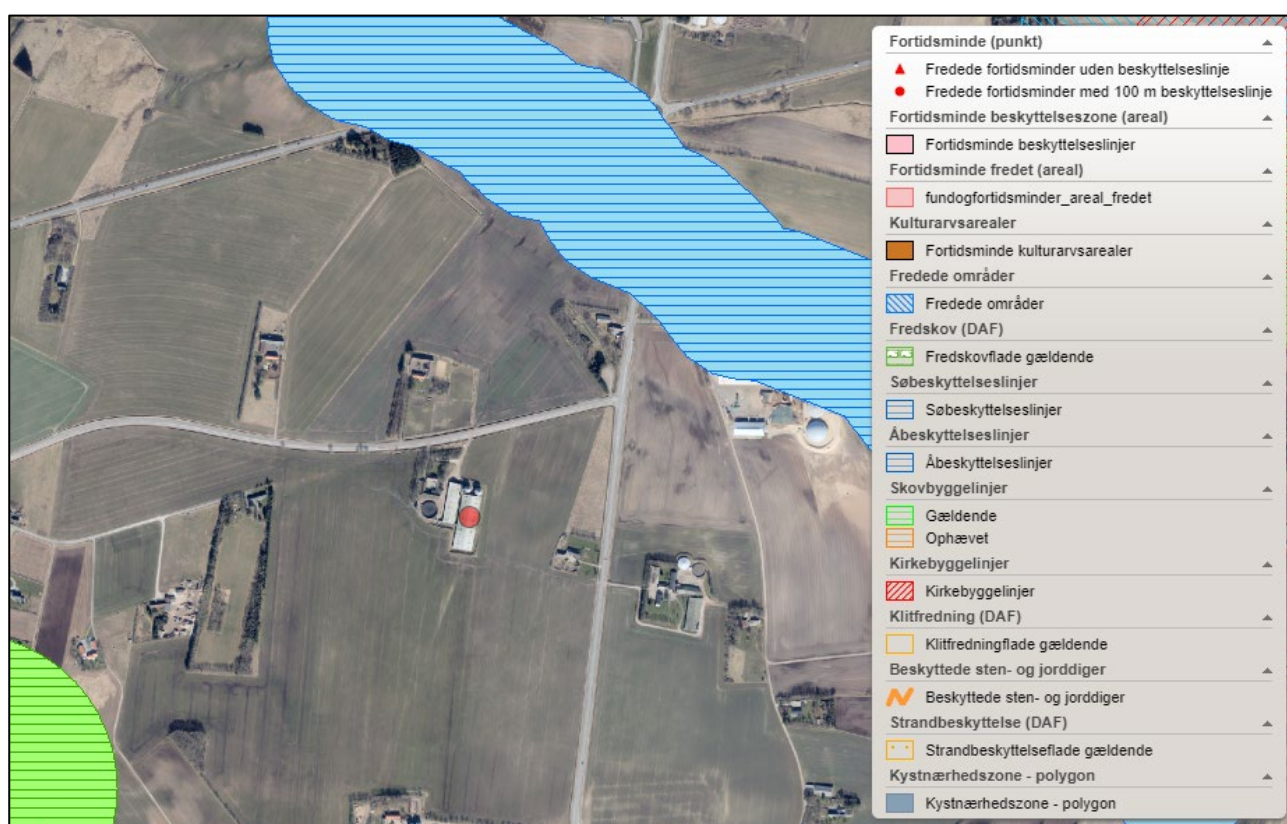 Fortidsminde (punkt)
Fredede fortidsminder uden beskyttelseslinje
Fredede fortidsminder med 100 m beskyttelseslinje
Fortidsminde beskyttelseszone (areal)
Fortidsminde beskyttelseslinjer
Fortidsminde fredet (areal)
fundogfortidsminder_areal_fredet
Kulturarvsarealer
Fortidsminde kulturarvsarealer
Fredede områder
Fredede områder
Fredskov (DAF)
Fredskovflade gældende
Søbeskyttelseslinjer
Søbeskyttelseslinjer
Åbeskyttelseslinjer
Åbeskyttelseslinjer
Skovbyggelinjer
Gældende
Ophævet
Kirkebyggelinjer
Kirkebyggelinjer
Klitfredning (DAF)
Klitfredningflade gældende
Beskyttede sten- og jorddiger
Beskyttede sten- og jorddiger
Strandbeskyttelse (DAF)
Strandbeskyttelseflade gældende
Kystnærhedszone - polygon
Kystnærhedszone - polygon